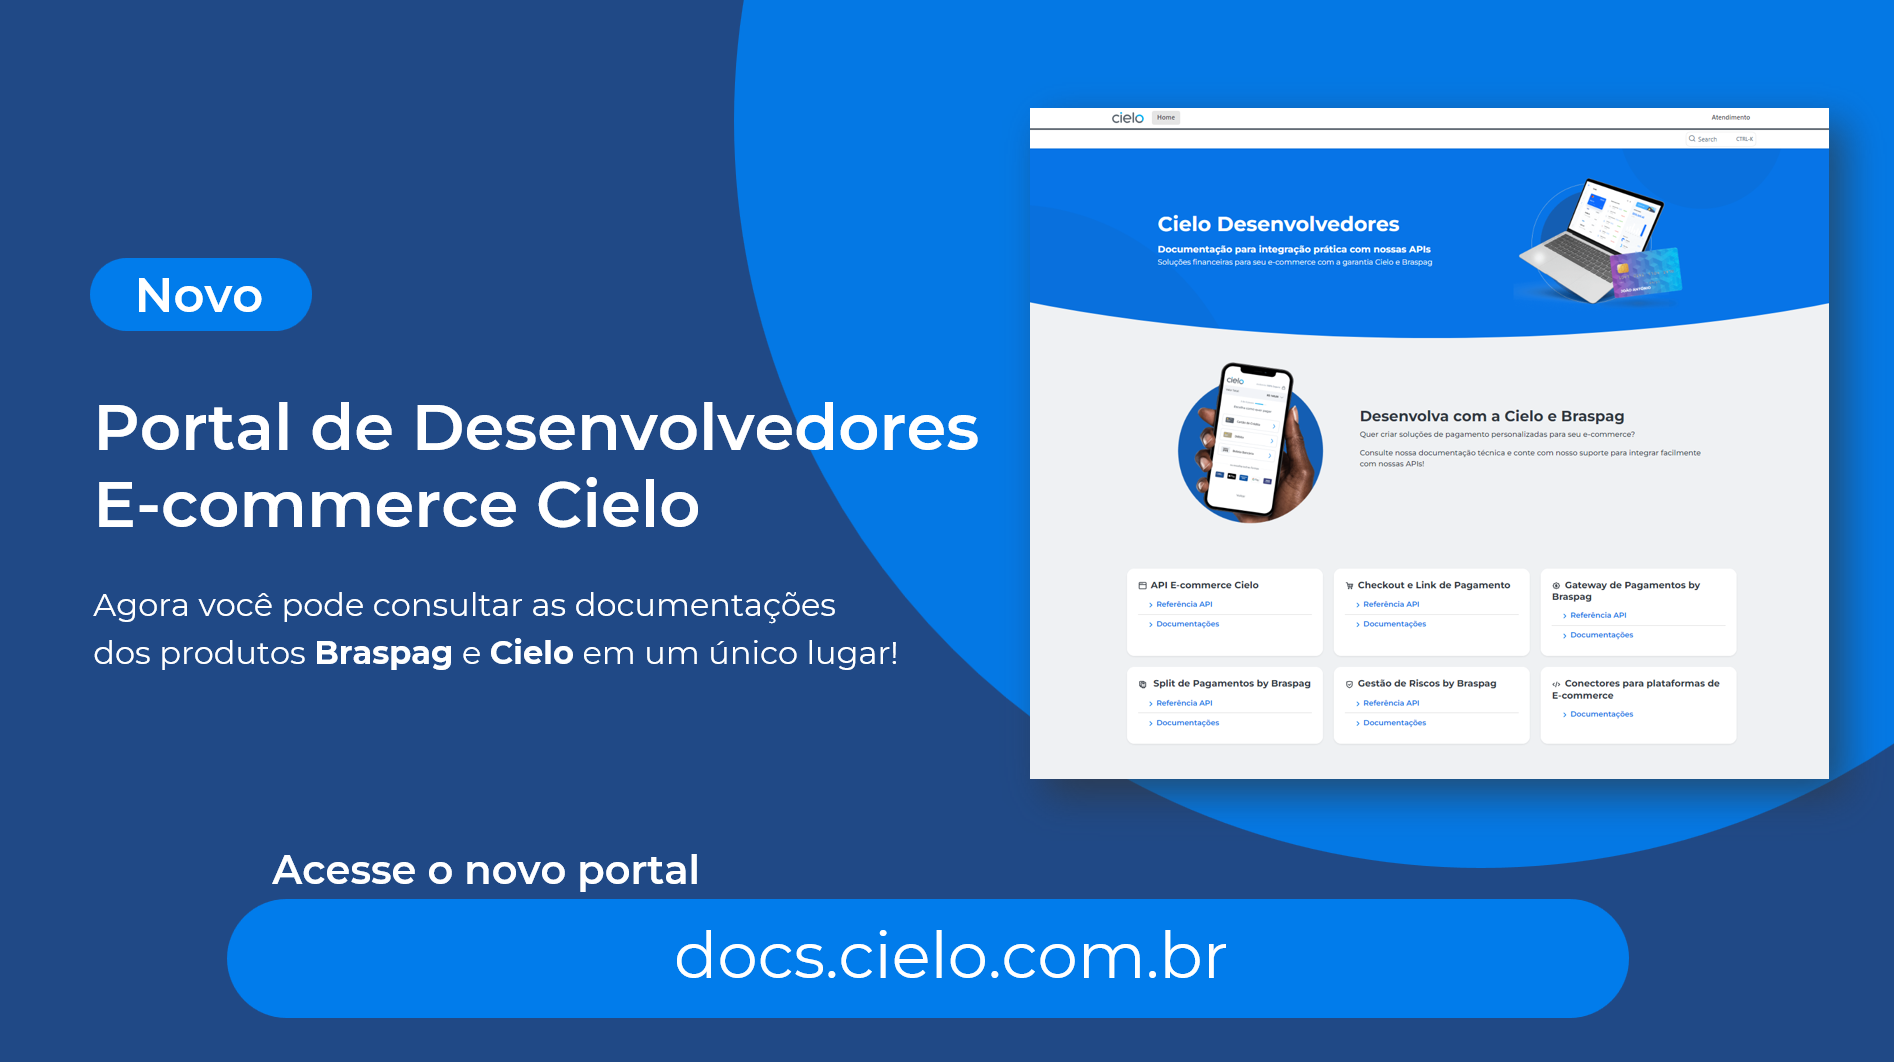 Novo
Portal de Desenvolvedores
E-commerce Cielo
Agora você pode consultar as documentações
dos produtos Braspag e Cielo em um único lugar!
cielo
Home
Atendimento
Search
CTRL-K
Cielo Desenvolvedores
Documentação para integração prática com nossas APIs
Soluções financeiras para seu e-commerce com a garantia Cielo e Braspag
cielo
Desenvolva com a Cielo e Braspag
Quer criar soluções de pagamento personalizadas para seu e-commerce?
Consulte nossa documentação técnica e conte com nosso suporte para integrar facilmente
com nossas APIs!
API E-commerce Cielo
Referência API
Documentações
Checkout e Link de Pagamento
Referência API
Documentações
Gateway de Pagamentos by
Braspag
Referência API
Documentações
Split de Pagamentos by Braspag
Referência API
Documentações
Gestão de Riscos by Braspag
Referência API
Documentações
Conectores para plataformas de
E-commerce
Documentações
Acesse o novo portal
docs.cielo.com.br